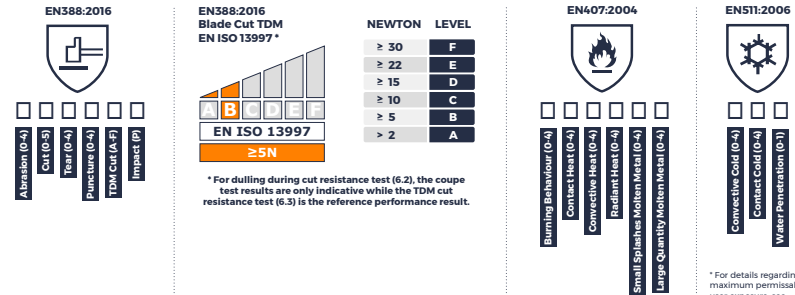 EN388:2016
Abrasion (0-4)
Cut (0-5)
Tear (0-4)
Puncture (0-4)
TDM Cut (A-F)
Impact (P)
EN388:2016
Blade Cut TDM
EN ISO 13997 *
A B C D E F
EN ISO 13997
≥5N
NEWTON LEVEL
≥ 30 F
≥ 22 E
≥ 15 D
≥ 10 C
≥ 5 B
> 2 A
* For dulling during cut resistance test (6.2), the coupe
test results are only indicative while the TDM cut
resistance test (6.3) is the reference performance result.
EN407:2004
Burning Behaviour (0-4)
Contact Heat (0-4)
Convective Heat (0-4)
Radiant Heat (0-4)
Small Splashes Molten Metal (0-4)
Large Quantity Molten Metal (0-4)
EN511:2006
Convective Cold (0-4)
Contact Cold (0-4)
Water Penetration (0-1)
* For details
maximum